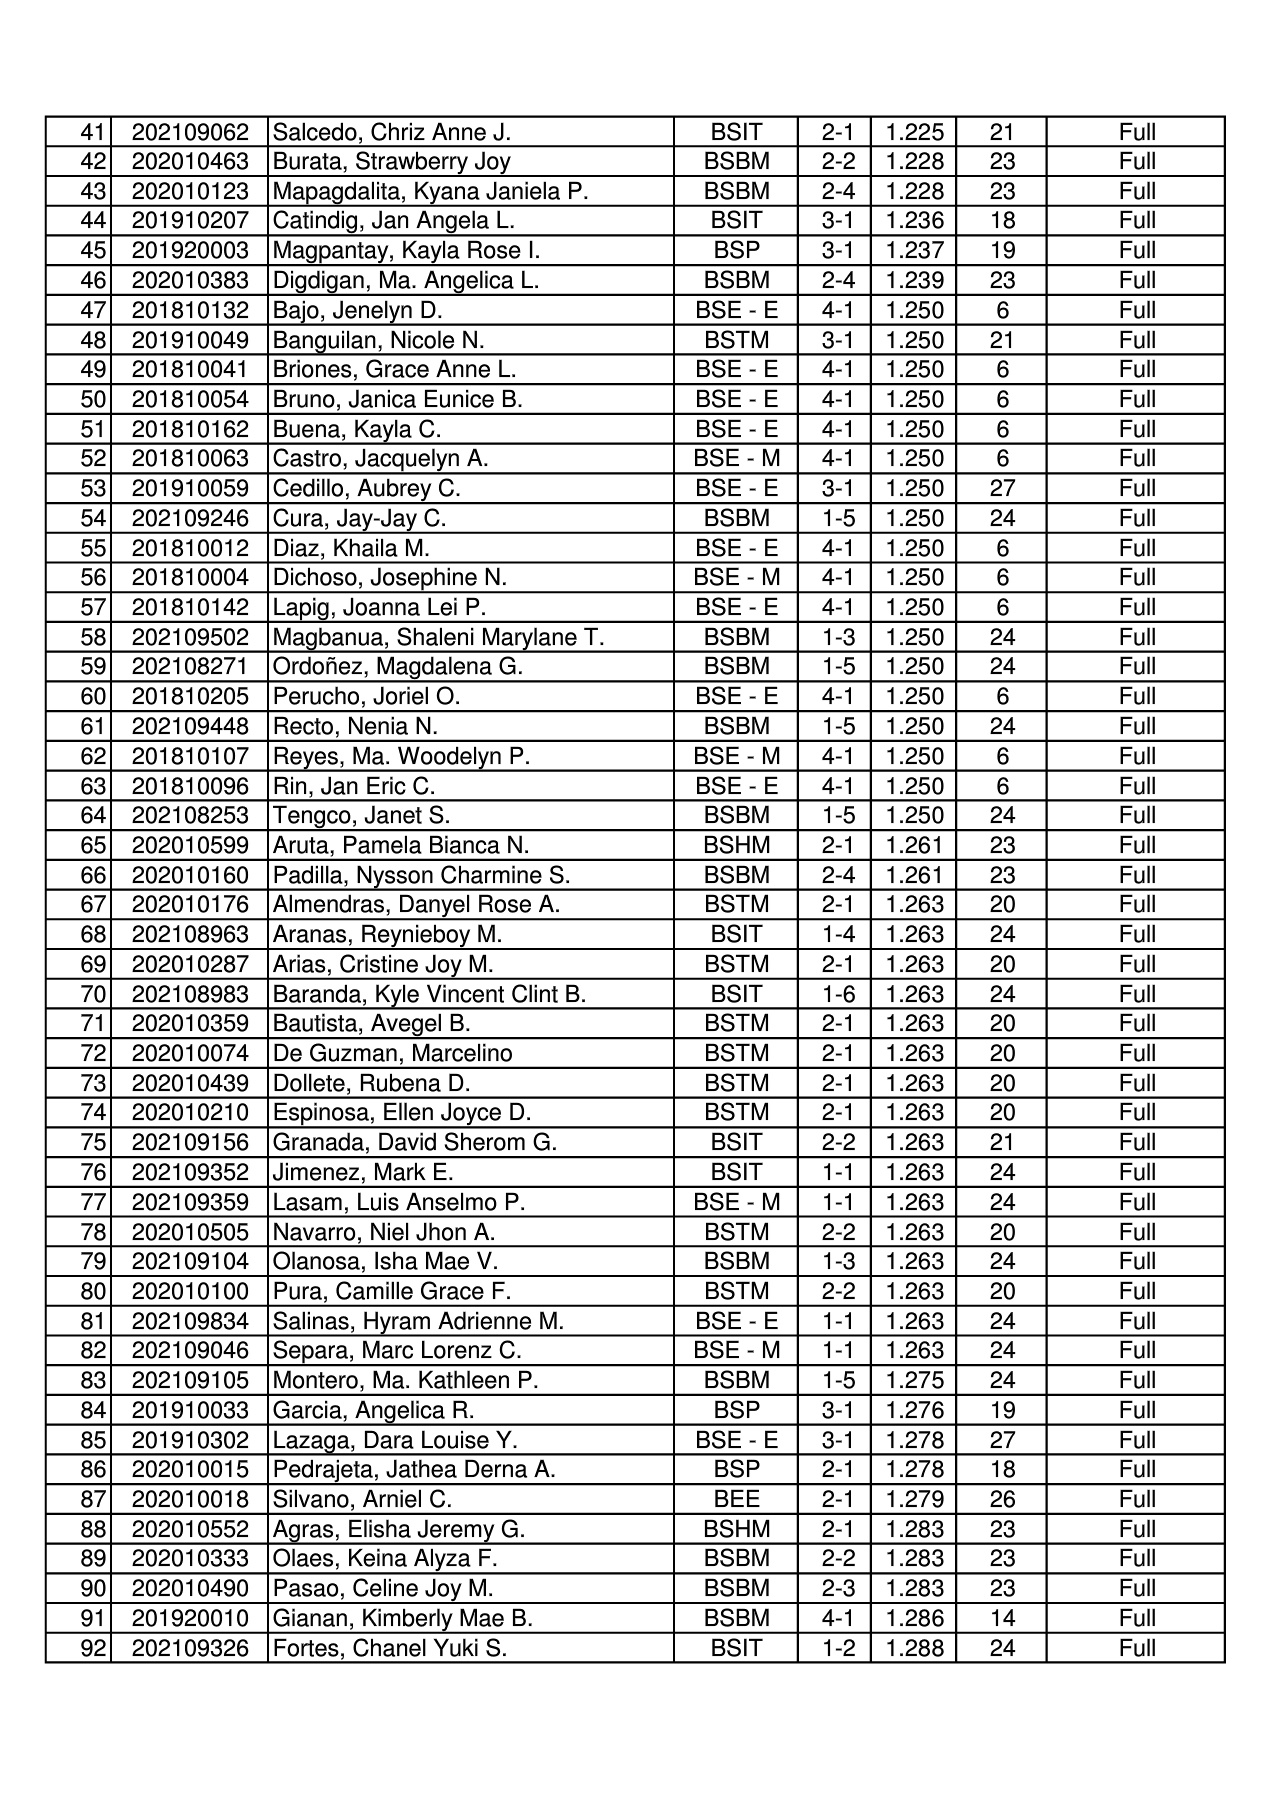 41 202109062 Salcedo, Chriz Anne J. BSIT 2-1 1.225 21 Full
42 202010463 Burata, Strawberry Joy BSBM 2-2 1.228 23 Full
43 202010123 Mapagdalita, Kyana Janiela P. BSBM 2-4 1.228 23 Full
44 201910207 Catindig, Jan Angela L. BSIT 3-1 1.236 18 Full
45 201920003 Magpantay, Kayla Rose I. BSP 3-1 1.237 19 Full
46 202010383 Digdigan, Ma. Angelica L. BSBM 2-4 1.239 23 Full
47 201810132 Bajo, Jenelyn D. BSE - E 4-1 1.250 6 Full
48 201910049 Banguilan, Nicole N. BSTM 3-1 1.250 21 Full
49 201810041 Briones, Grace Anne L. BSE - E 4-1 1.250 6 Full
50 201810054 Bruno, Janica Eunice B. BSE - E 4-1 1.250 6 Full
51 201810162 Buena, Kayla C. BSE - E 4-1 1.250 6 Full
52 201810063 Castro, Jacquelyn A. BSE - M 4-1 1.250 6 Full
53 201910059 Cedillo, Aubrey C. BSE - E 3-1 1.250 27 Full
54 202109246 Cura, Jay-Jay C. BSBM 1-5 1.250 24 Full
55 201810012 Diaz, Khaila M. BSE - E 4-1 1.250 6 Full
56 201810004 Dichoso, Josephine N. BSE - M 4-1 1.250 6 Full
57 201810142 Lapig, Joanna Lei P. BSE - E 4-1 1.250 6 Full
58 202109502 Magbanua, Shaleni Marylane T. BSBM 1-3 1.250 24 Full
59 202108271 Ordoñez, Magdalena G. BSBM 1-5 1.250 24 Full
60 201810205 Perucho, Joriel O. BSE - E 4-1 1.250 6 Full
61 202109448 Recto, Nenia N. BSBM 1-5 1.250 24 Full
62 201810107 Reyes, Ma. Woodelyn P. BSE - M 4-1 1.250 6 Full
63 201810096 Rin, Jan Eric C. BSE - E 4-1 1.250 6 Full
64 202108253 Tengco, Janet S. BSBM 1-5 1.250 24 Full
65 202010599 Aruta, Pamela Bianca N. BSHM 2-1 1.261 23 Full
66 202010160 Padilla, Nysson Charmine S. BSBM 2-4 1.261 23 Full
67 202010176 Almendras, Danyel Rose A. BSTM 2-1 1.263 20 Full
68 202108963 Aranas, Reynieboy M. BSIT 1-4 1.263 24 Full
69 202010287 Arias, Cristine Joy M. BSTM 2-1 1.263 20 Full
70 202108983 Baranda, Kyle Vincent Clint B. BSIT 1-6 1.263 24 Full
71 202010359 Bautista, Avegel B. BSTM 2-1 1.263 20 Full
72 202010074 De Guzman, Marcelino BSTM 2-1 1.263 20 Full
73 202010439 Dollete, Rubena D. BSTM 2-1 1.263 20 Full
74 202010210 Espinosa, Ellen Joyce D. BSTM 2-1 1.263 20 Full
75 202109156 Granada, David Sherom G. BSIT 2-2 1.263 21 Full
76 202109352 Jimenez, Mark E. BSIT 1-1 1.263 24 Full
77 202109359 Lasam, Luis Anselmo P. BSE - M 1-1 1.263 24 Full
78 202010505 Navarro, Niel Jhon A. BSTM 2-2 1.263 20 Full
79 202109104 Olanosa, Isha Mae V. BSBM 1-3 1.263 24 Full
80 202010100 Pura, Camille Grace F. BSTM 2-2 1.263 20 Full
81 202109834 Salinas, Hyram Adrienne M. BSE - E 1-1 1.263 24 Full
82 202109046 Separa, Marc Lorenz C. BSE - M 1-1 1.263 24 Full
83 202109105 Montero, Ma. Kathleen P. BSBM 1-5 1.275 24 Full
84 201910033 Garcia, Angelica R. BSP 3-1 1.276 19 Full
85 201910302 Lazaga, Dara Louise Y. BSE - E 3-1 1.278 27 Full
86 202010015 Pedrajeta, Jathea Derna A. BSP 2-1 1.278 18 Full
87 202010018 Silvano, Arniel C. BEE 2-1 1.279 26 Full
88 202010552 Agras, Elisha Jeremy G. BSHM 2-1 1.283 23 Full
89 202010333 Olaes, Keina Alyza F. BSBM 2-2 1.283 23 Full
90 202010490 Pasao, Celine Joy M. BSBM 2-3 1.283 23 Full
91 201920010 Gianan, Kimberly Mae B. BSBM 4-1 1.286 14 Full
92 202109326 Fortes, Chanel Yuki S. BSIT 1-2 1.288 24 Full